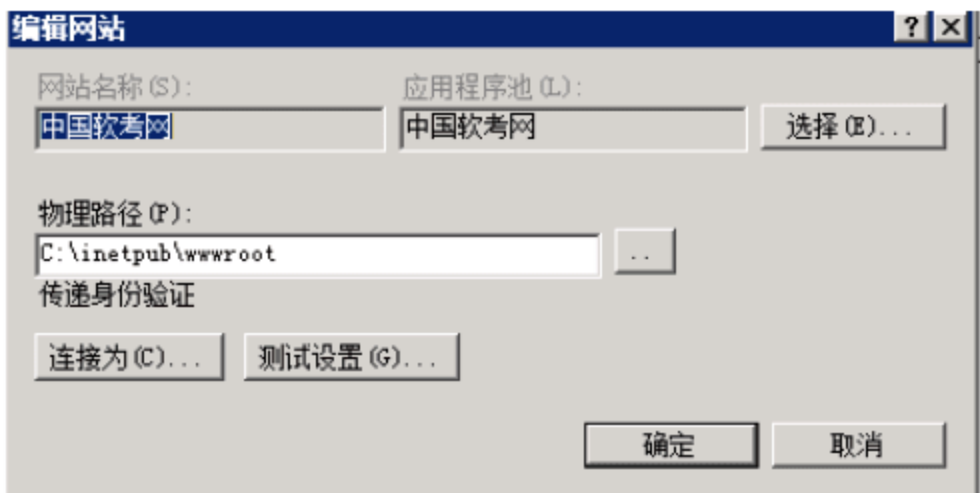 编辑网站
网站名称(S): 应用程序池(L):
中国软考网 中国软考网 选择(E)...
物理路径(P):
C:\inetpub\wwwroot ..
传递身份验证
连接为(C)... 测试设置(G)...
确定 取消